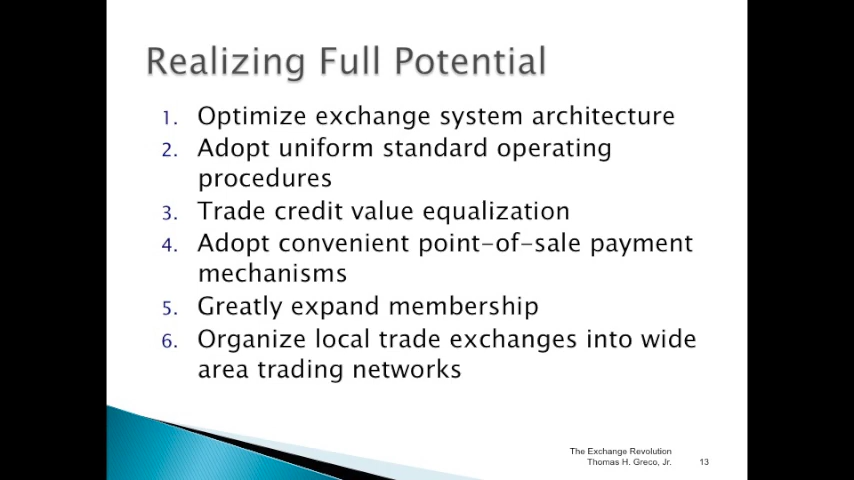 Realizing Full Potential
1. Optimize exchange system architecture
2. Adopt uniform standard operating
procedures
3. Trade credit value equalization
4. Adopt convenient point-of-sale payment
mechanisms
5. Greatly expand membership
6. Organize local trade exchanges into wide
area trading networks
The Exchange Revolution
Thomas H. Greco, Jr. 13